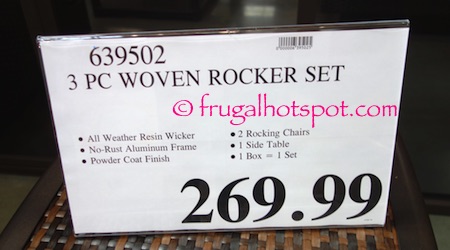 639502
3 PC WOVEN ROCKER SET
© frugalhotspot.com
• All Weather Resin Wicker
• No-Rust Aluminum Frame
• Powder Coat Finish
• 2 Rocking Chairs
• 1 Side Table
• 1 Box = 1 Set
269.99